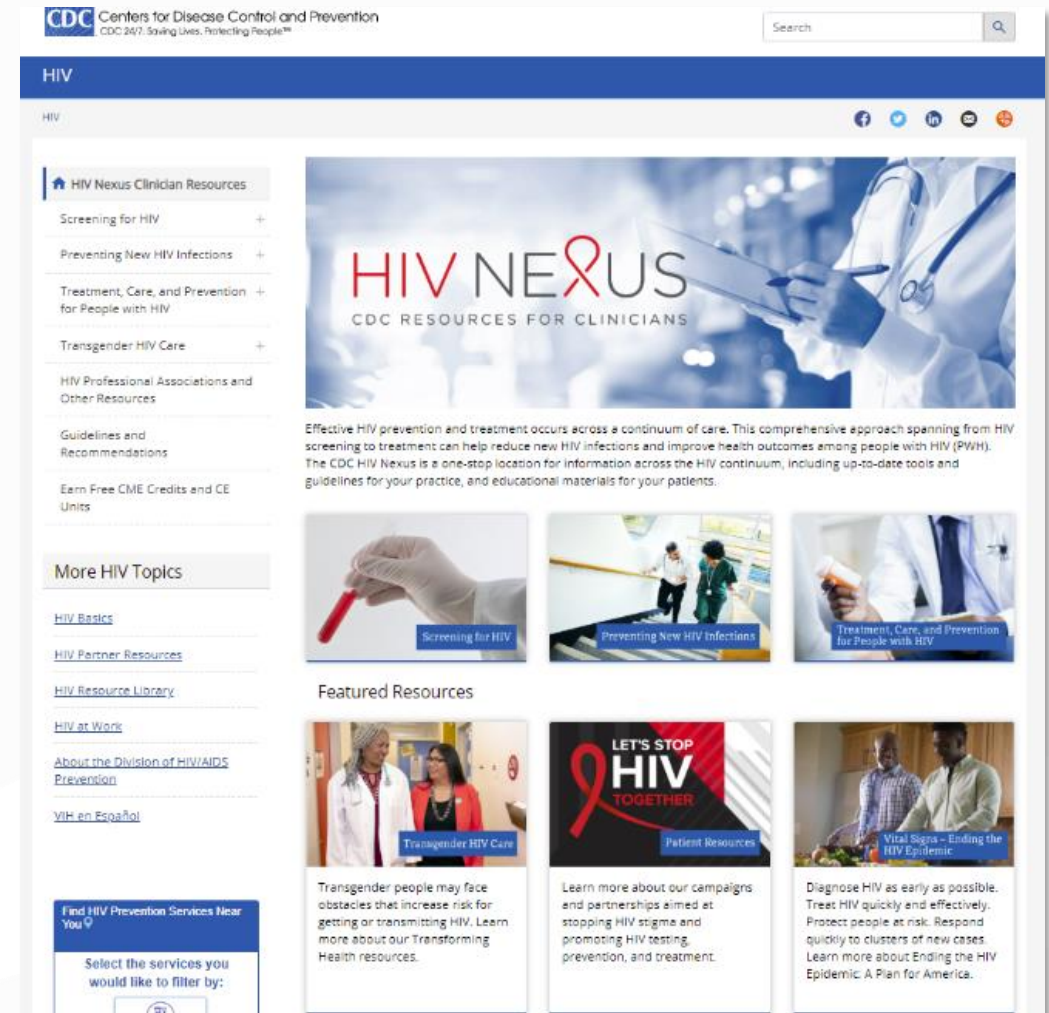 CDC Centers for Disease Control and Prevention
CDC 24/7. Saving Lives. Protecting People™
Search
HIV
HIV
HIV Nexus Clinician Resources
Screening for HIV
Preventing New HIV Infections
Treatment, Care, and Prevention
for People with HIV
Transgender HIV Care
HIV Professional Associations and
Other Resources
Guidelines and
Recommendations
Earn Free CME Credits and CE
Units
More HIV Topics
HIV Basics
HIV Partner Resources
HIV Resource Library
HIV at Work
About the Division of HIV/AIDS
Prevention
VIH en Español
Find HIV Prevention Services Near
You
Select the services you
would like to filter by:
HIV NEXUS
CDC RESOURCES FOR CLINICIANS
Effective HIV prevention and treatment occurs across a continuum of care. This comprehensive approach spanning from HIV
screening to treatment can help reduce new HIV infections and improve health outcomes among people with HIV (PWH).
The CDC HIV Nexus is a one-stop location for information across the HIV continuum, including up-to-date tools and
guidelines for your practice, and educational materials for your patients.
Screening for HIV
Preventing New HIV Infections
Treatment, Care, and Prevention
for People with HIV
Featured Resources
Transgender HIV Care
Transgender people may face
obstacles that increase risk for
getting or transmitting HIV. Learn
more about our Transforming
Health resources.
LET'S STOP
HIV
TOGETHER
Patient Resources
Learn more about our campaigns
and partnerships aimed at
stopping HIV stigma and
promoting HIV testing,
prevention, and treatment.
Vital Signs – Ending the
HIV Epidemic
Diagnose HIV as early as possible.
Treat HIV quickly and effectively.
Protect people at risk. Respond
quickly to clusters of new cases.
Learn more about Ending the HIV
Epidemic: A Plan for America.